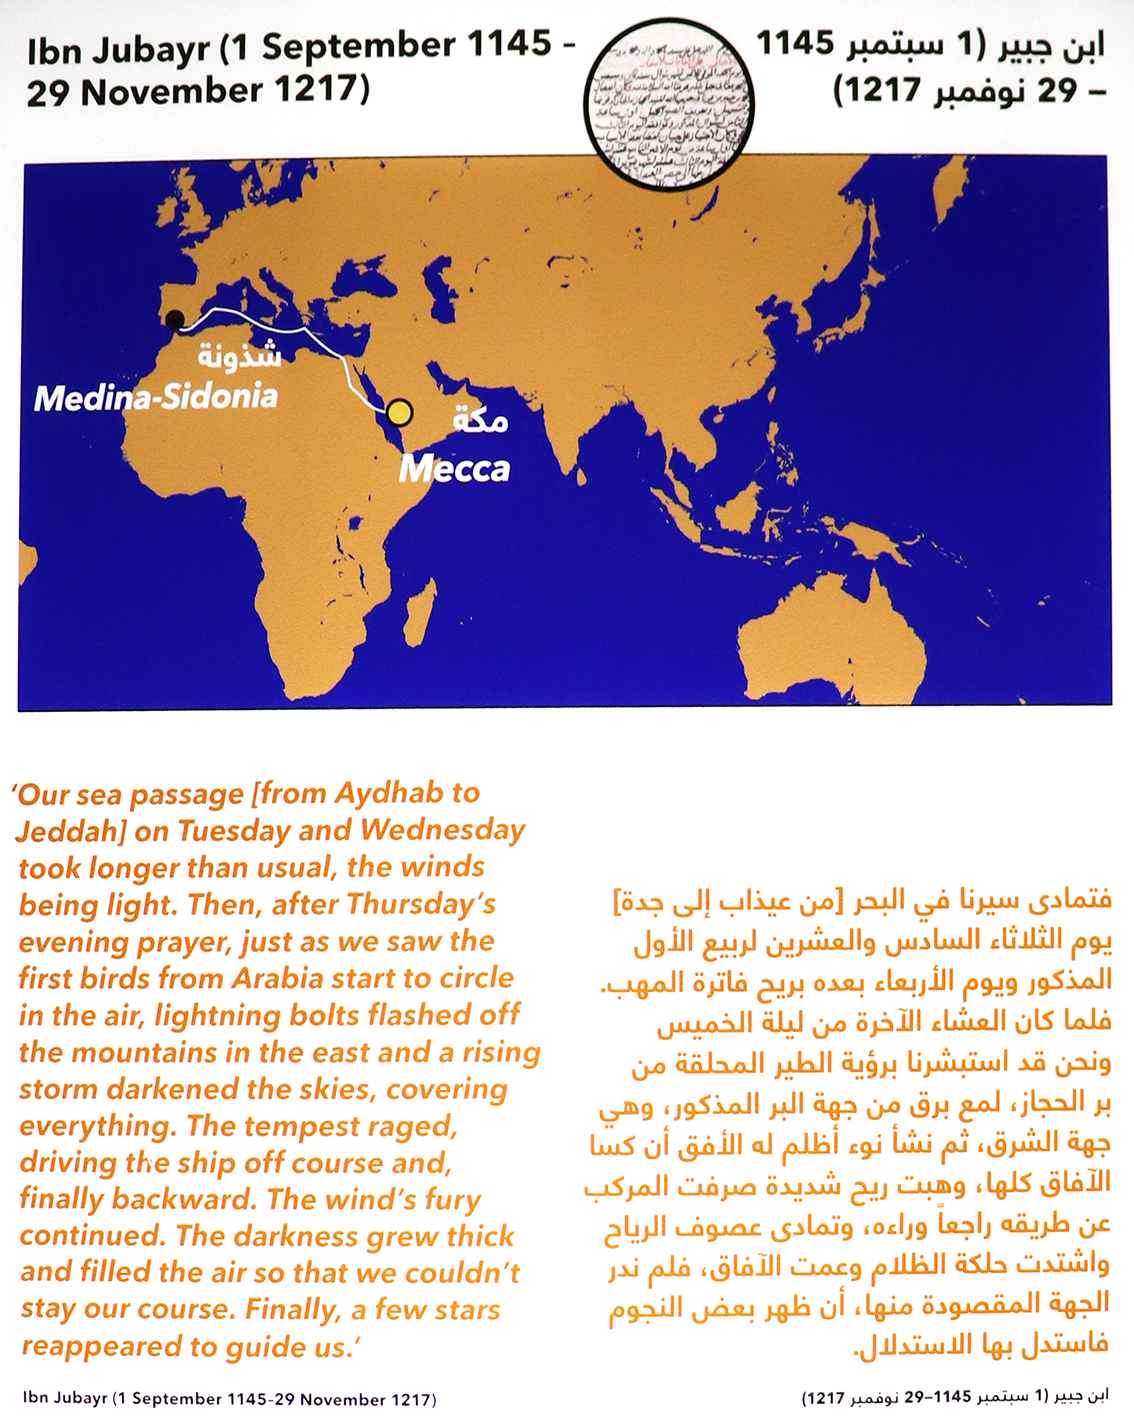 Ibn Jubayr (1 September 1145 –
29 November 1217)
ابن جبير (1 سبتمبر 1145
– 29 نوفمبر 1217)
شذونة
Medina-Sidonia
مكة
Mecca
‘Our sea passage [from Aydhab to
Jeddah] on Tuesday and Wednesday
took longer than usual, the winds
being light. Then, after Thursday’s
evening prayer, just as we saw the
first birds from Arabia start to circle
in the air, lightning bolts flashed off
the mountains in the east and a rising
storm darkened the skies, covering
everything. The tempest raged,
driving the ship off course and,
finally backward. The wind’s fury
continued. The darkness grew thick
and filled the air so that we couldn’t
stay our course. Finally, a few stars
reappeared to guide us.’
Ibn Jubayr (1 September 1145-29 November 1217)
فتمادى سيرنا في البحر [من عيذاب إلى جدة]
يوم الثلاثاء السادس والعشرين لربيع الأول
المذكور ويوم الأربعاء بعده بريح فاترة المهب.
فلما كان العشاء الآخرة من ليلة الخميس
ونحن قد استبشرنا برؤية الطير المحلقة من
بر الحجاز، لمع برق من جهة البر المذكور، وهي
جهة الشرق، ثم نشأ نوء أظلم له الأفق أن كسا
الآفاق كلها، وهبت ريح شديدة صرفت المركب
عن طريقه راجعاً وراءه، وتمادى عصوف الرياح
واشتدت حلكة الظلام وعمت الآفاق، فلم ندر
الجهة المقصودة منها، أن ظهر بعض النجوم
فاستدل بها الاستدلال.
ابن جبير (1 سبتمبر 1145–29 نوفمبر 1217)